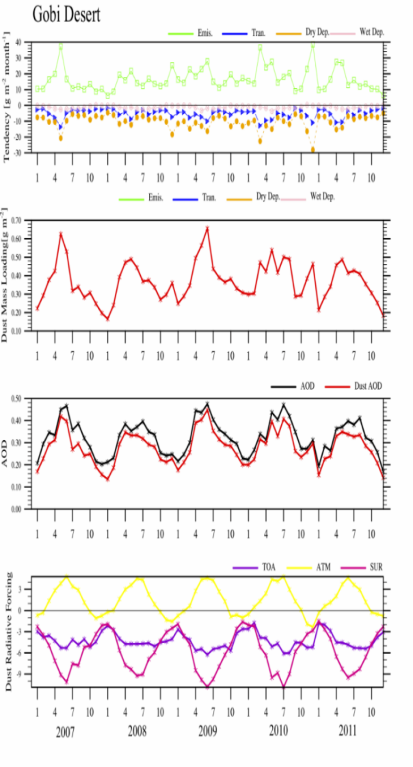 Gobi Desert
Emis. Tran. Dry Dep. Wet Dep.
Tendency [g m⁻² month⁻¹]
40
30
20
10
0
-10
-20
-30
1 4 7 10 1 4 7 10 1 4 7 10 1 4 7 10 1 4 7 10
Emis. Tran. Dry Dep. Wet Dep.
Dust Mass Loading[g m⁻²]
0.70
0.60
0.50
0.40
0.30
0.20
0.10
1 4 7 10 1 4 7 10 1 4 7 10 1 4 7 10 1 4 7 10
AOD Dust AOD
AOD
0.50
0.40
0.30
0.20
0.10
0.00
1 4 7 10 1 4 7 10 1 4 7 10 1 4 7 10 1 4 7 10
TOA ATM SUR
Dust Radiative Forcing
3
0
-3
-6
-9
1 4 7 10 1 4 7 10 1 4 7 10 1 4 7 10 1 4 7 10
2007 2008 2009 2010 2011